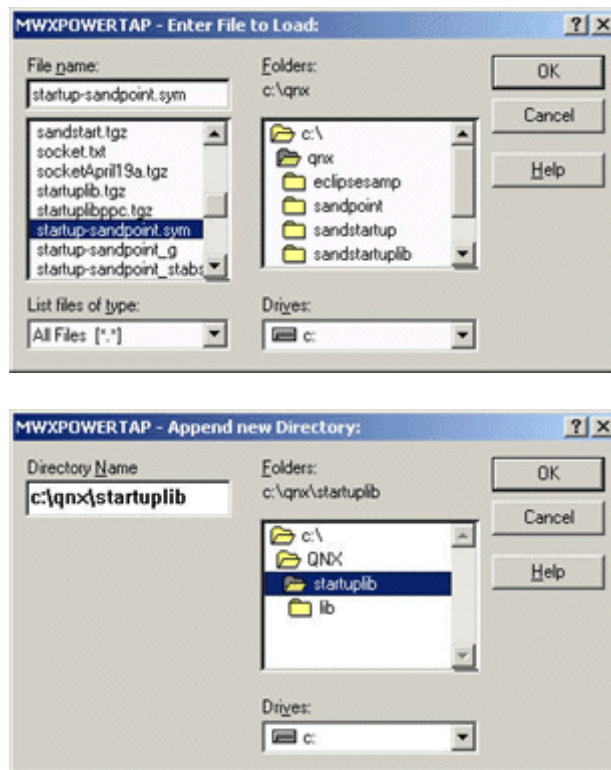 MWXPOWERTAP - Enter File to Load:
File name:
startup-sandpoint.sym
sandstart.tgz
socket.txt
socketApril19a.tgz
startuplib.tgz
startuplibppc.tgz
startup-sandpoint.sym
startup-sandpoint_g
startup-sandpoint_stabs
List files of type:
All Files (*.*)
Folders:
c:\qnx
c:\
qnx
eclipsesamp
sandpoint
sandstartup
sandstartuplib
Drives:
c:
OK
Cancel
Help
MWXPOWERTAP - Append new Directory:
Directory Name
c:\qnx\startuplib
Folders:
c:\qnx\startuplib
c:\
QNX
startuplib
lib
Drives:
c:
OK
Cancel
Help